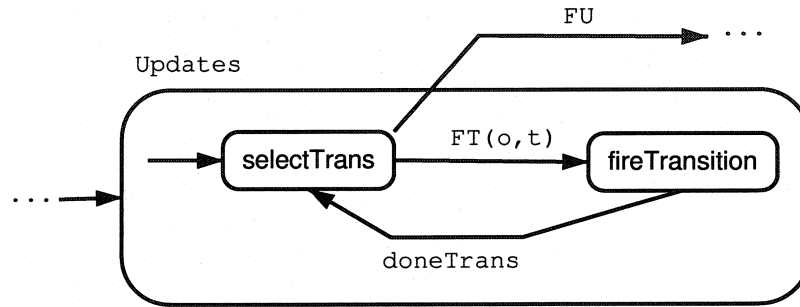 FU
...
Updates
selectTrans
FT(o,t)
fireTransition
...
doneTrans